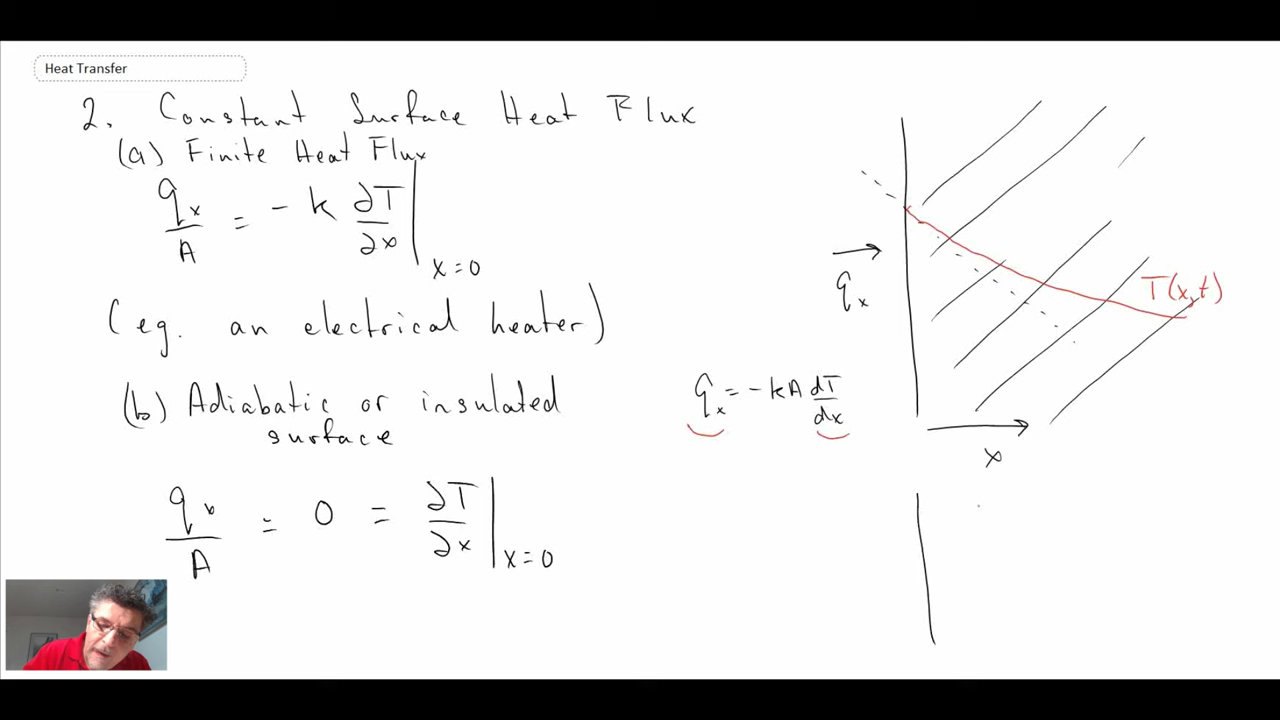 Heat Transfer
2. Constant Surface Heat Flux
(a) Finite Heat Flux
qₓ/A = -k ∂T/∂x |ₓ₌₀
(eg. an electrical heater)
(b) Adiabatic or insulated
surface
qₓ/A = 0 = ∂T/∂x |ₓ₌₀
qₓ
T(x,t)
qₓ = -kA dT/dx
x